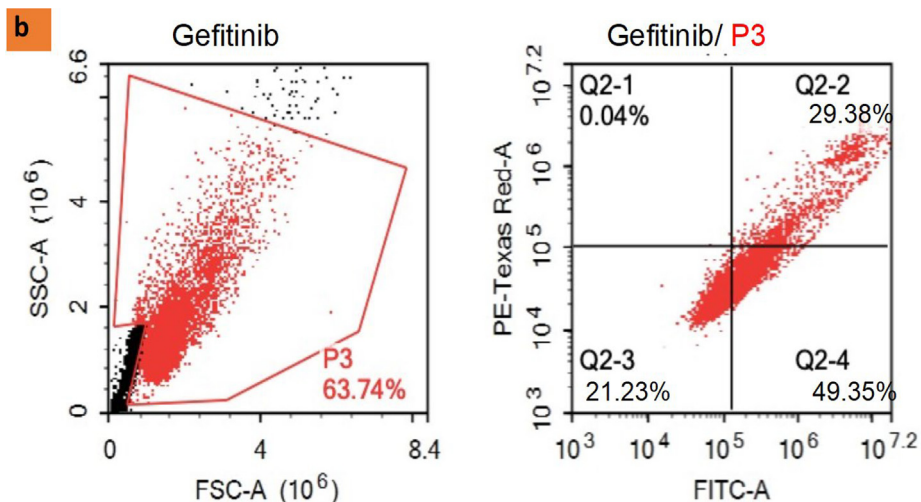 b
Gefitinib
6.6
4
2
0
SSC-A (10^6)
P3
63.74%
0
4
8.4
FSC-A (10^6)
Gefitinib/ P3
10^7.2
10^6
10^5
10^4
10^3
PE-Texas Red-A
Q2-1
0.04%
Q2-2
29.38%
Q2-3
21.23%
Q2-4
49.35%
10^3
10^4
10^5
10^6
10^7.2
FITC-A